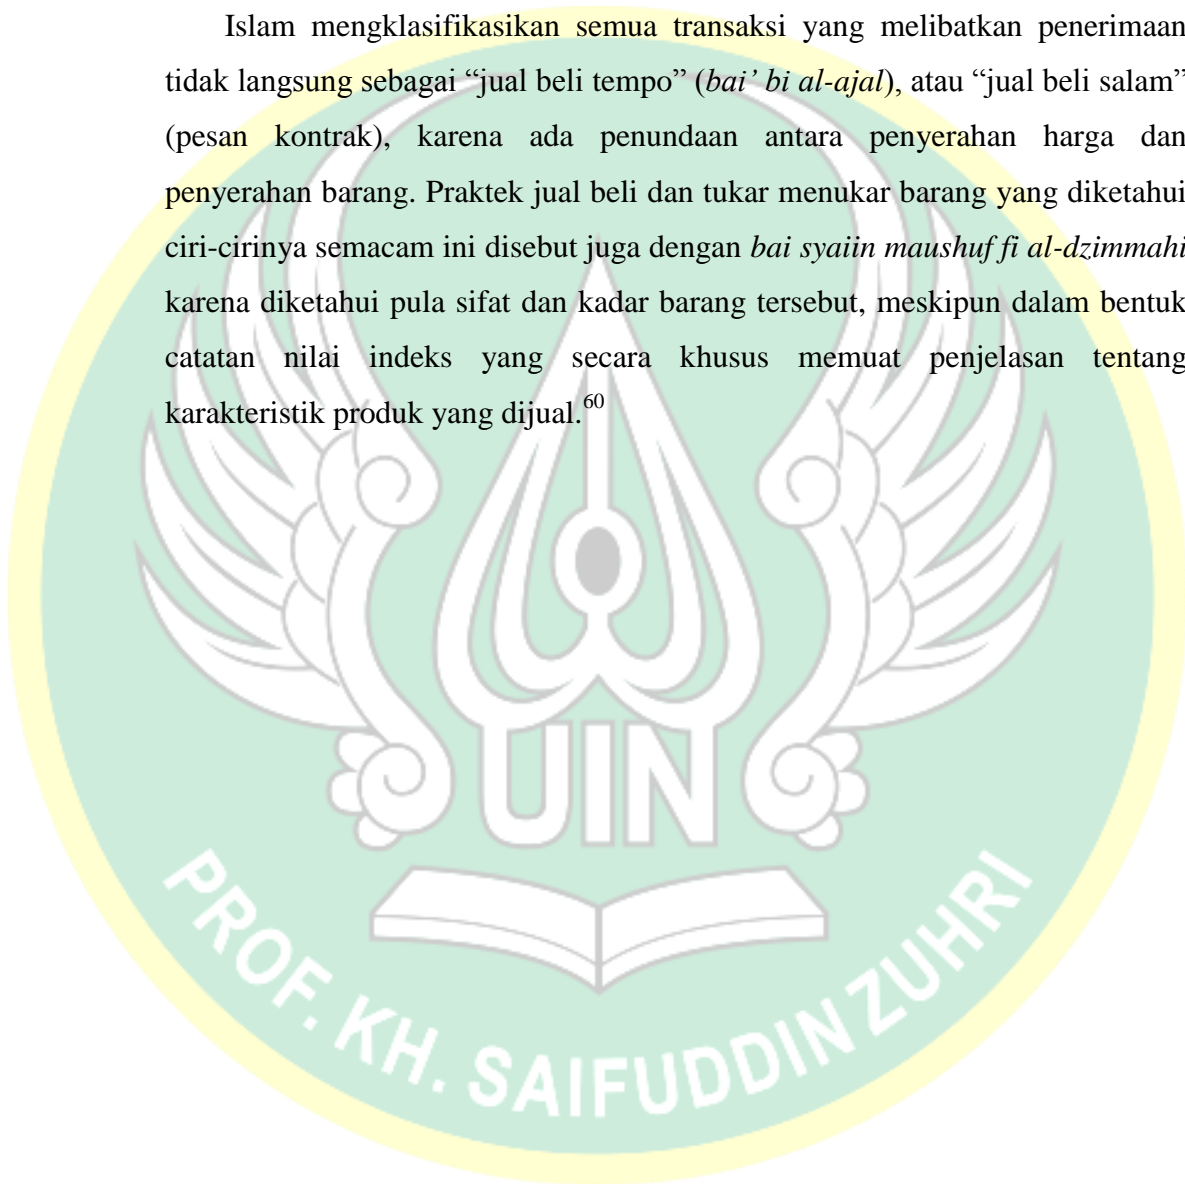 Islam mengklasifikasikan semua transaksi yang melibatkan penerimaan
tidak langsung sebagai “jual beli tempo” (bai’ bi al-ajal), atau “jual beli salam”
(pesan kontrak), karena ada penundaan antara penyerahan harga dan
penyerahan barang. Praktek jual beli dan tukar menukar barang yang diketahui
ciri-cirinya semacam ini disebut juga dengan bai syaiin maushuf fi al-dzimmahi
karena diketahui pula sifat dan kadar barang tersebut, meskipun dalam bentuk
catatan nilai indeks yang secara khusus memuat penjelasan tentang
karakteristik produk yang dijual.60
UIN
PROF. KH. SAIFUDDIN ZUHRI